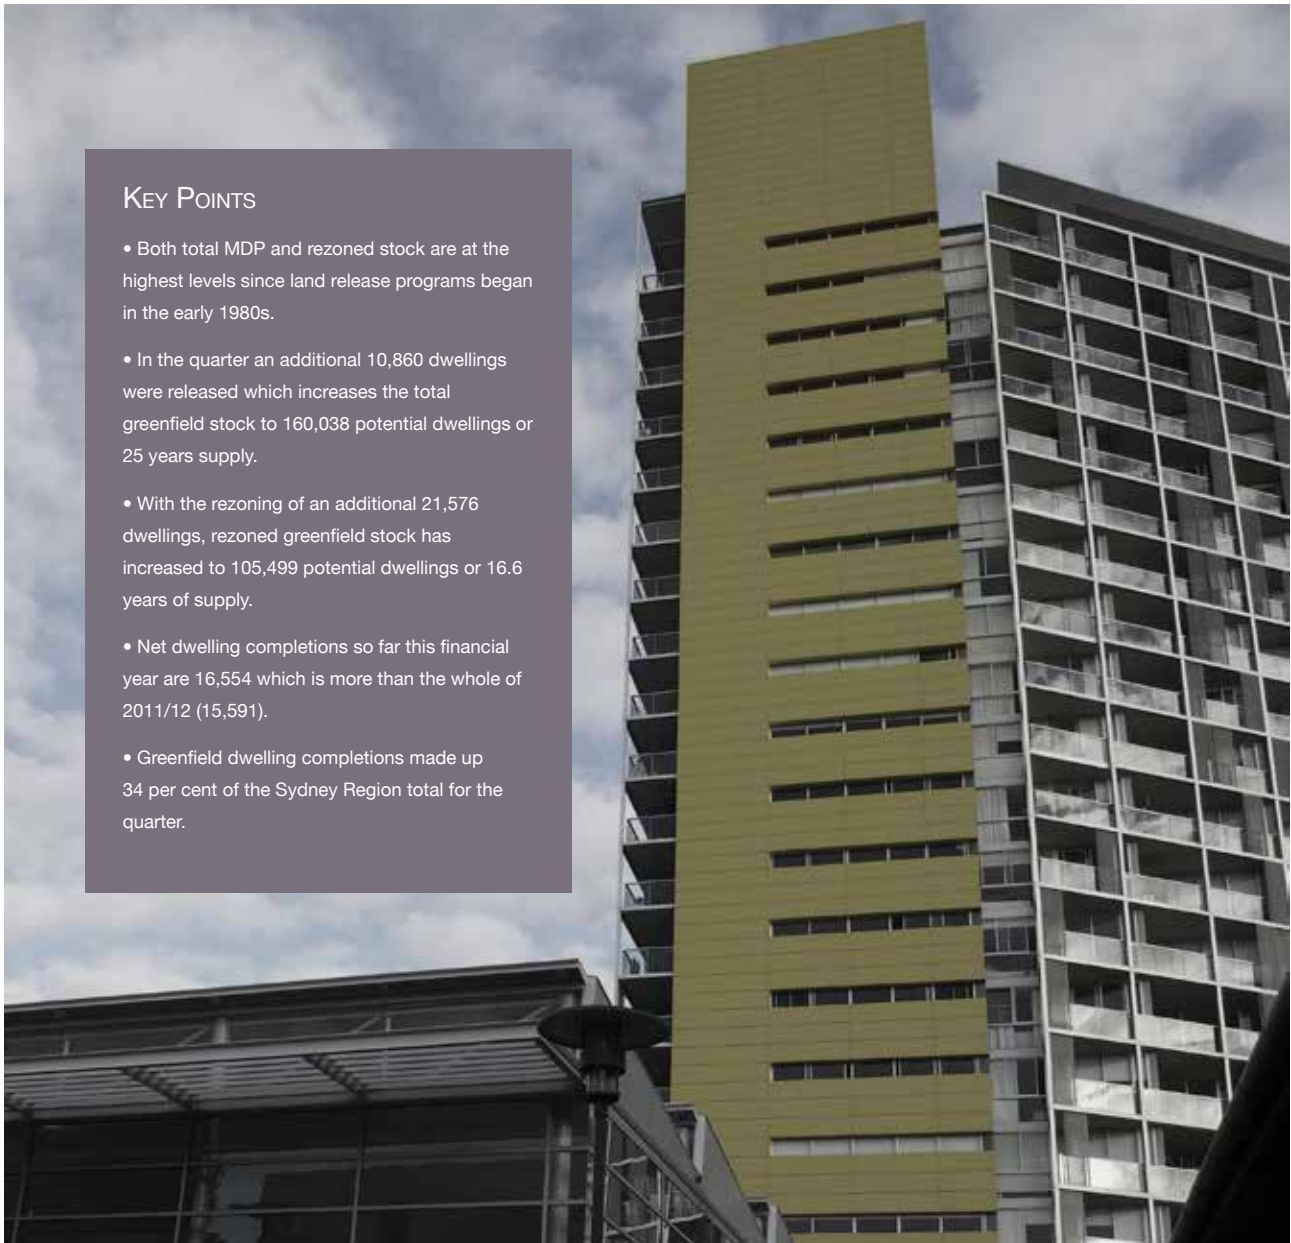 KEY POINTS
• Both total MDP and rezoned stock are at the
highest levels since land release programs began
in the early 1980s.
• In the quarter an additional 10,860 dwellings
were released which increases the total
greenfield stock to 160,038 potential dwellings or
25 years supply.
• With the rezoning of an additional 21,576
dwellings, rezoned greenfield stock has
increased to 105,499 potential dwellings or 16.6
years of supply.
• Net dwelling completions so far this financial
year are 16,554 which is more than the whole of
2011/12 (15,591).
• Greenfield dwelling completions made up
34 per cent of the Sydney Region total for the
quarter.